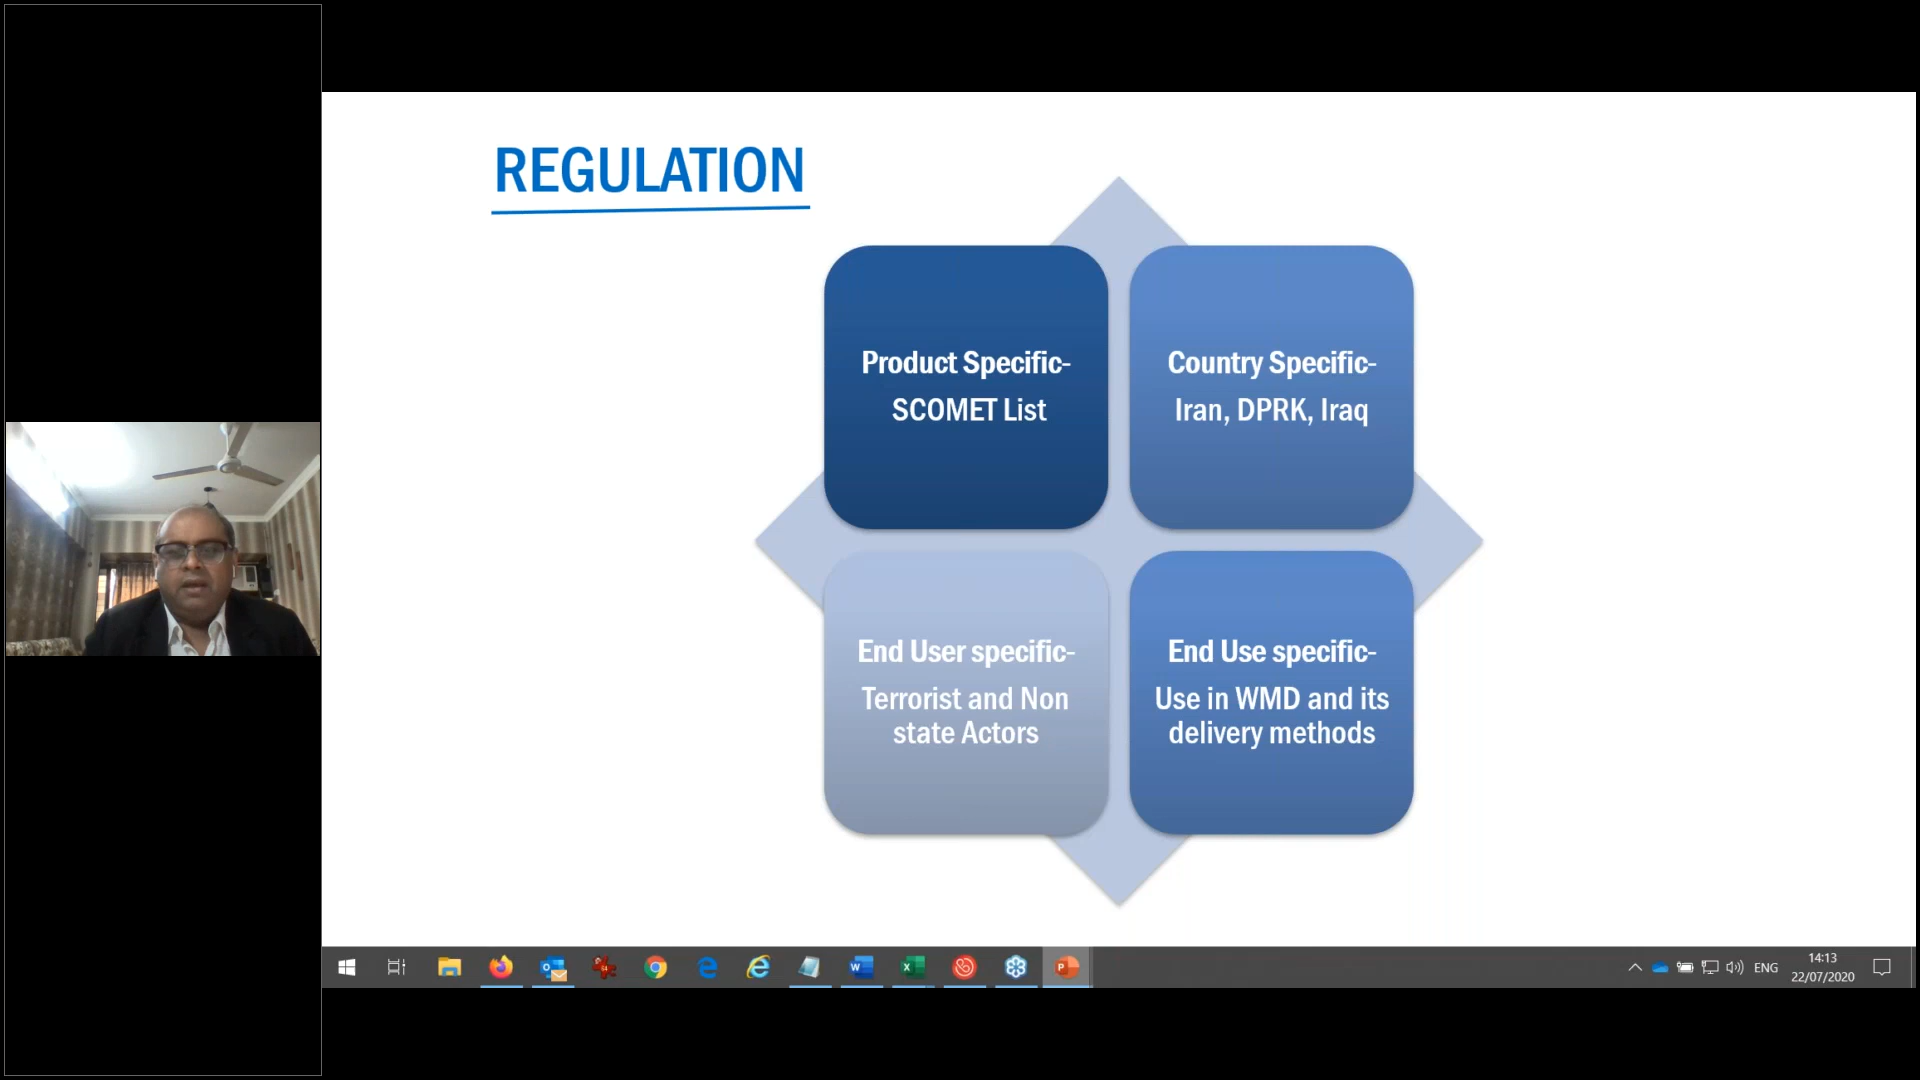 REGULATION
Product Specific-
SCOMET List
Country Specific-
Iran, DPRK, Iraq
End User specific-
Terrorist and Non
state Actors
End Use specific-
Use in WMD and its
delivery methods
ENG
14:13
22/07/2020